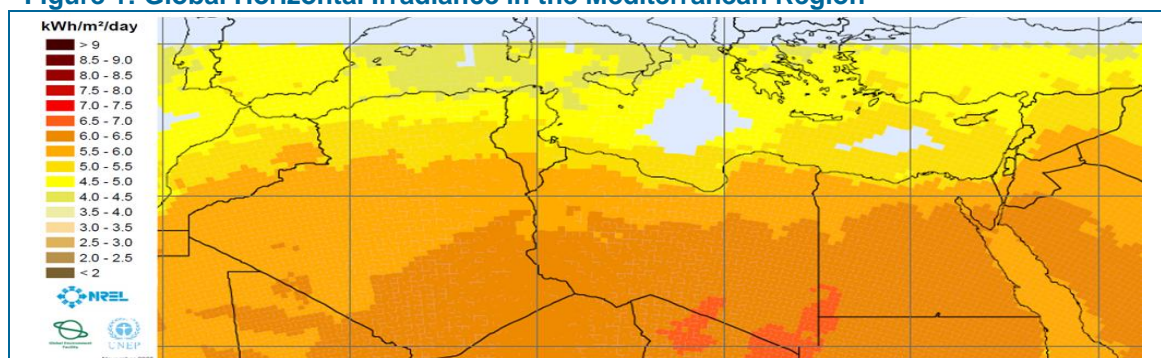 Figure 1: Global Horizontal Irradiance in the Mediterranean Region
kWh/m²/day
> 9
8.5 - 9.0
8.0 - 8.5
7.5 - 8.0
7.0 - 7.5
6.5 - 7.0
6.0 - 6.5
5.5 - 6.0
5.0 - 5.5
4.5 - 5.0
4.0 - 4.5
3.5 - 4.0
3.0 - 3.5
2.5 - 3.0
2.0 - 2.5
< 2
NREL
Global Environment
Facility
UNEP